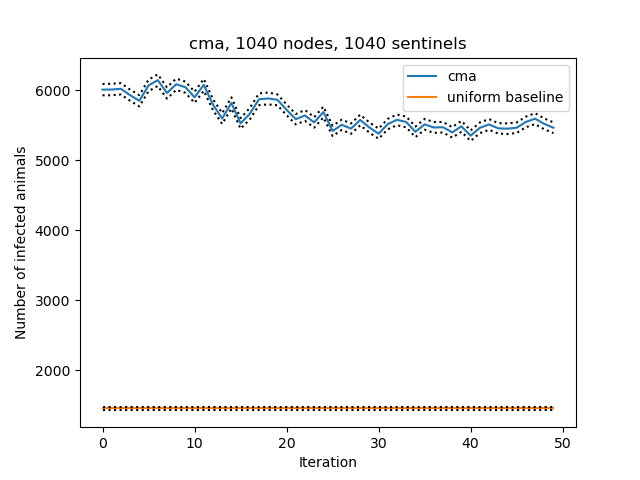 cma, 1040 nodes, 1040 sentinels
cma
uniform baseline
Number of infected animals
6000
5000
4000
3000
2000
0 10 20 30 40 50
Iteration